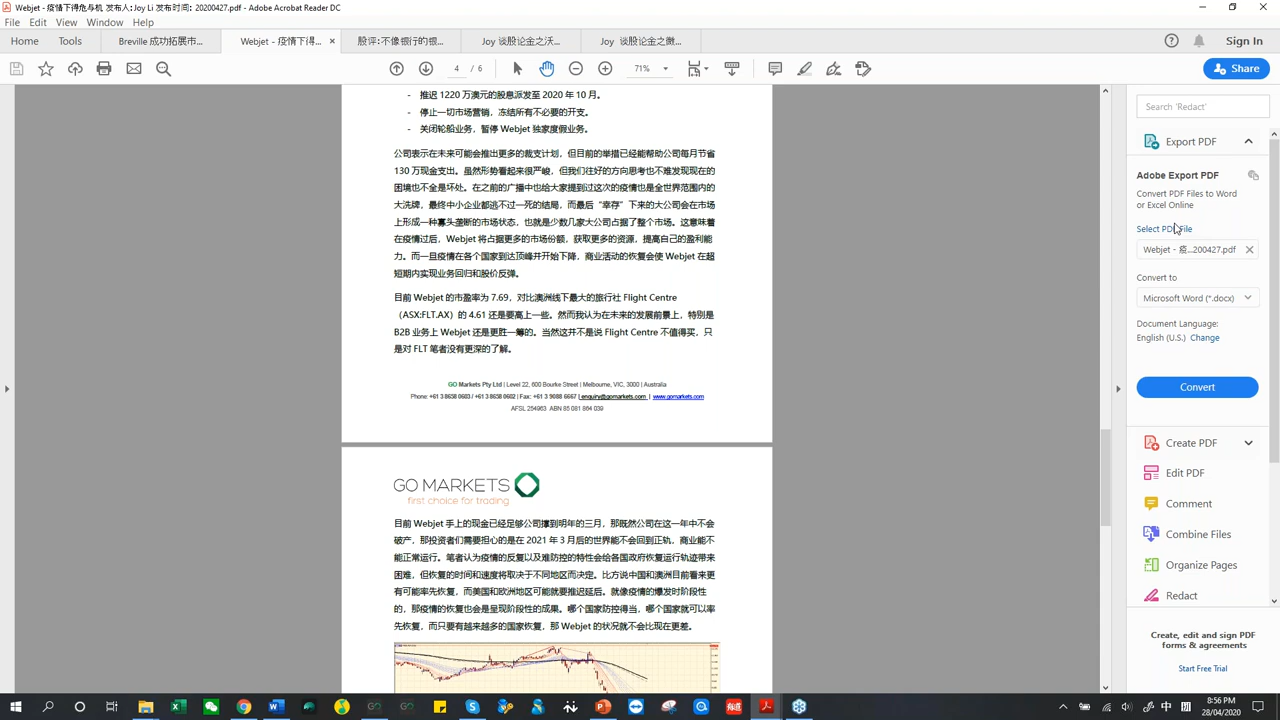 Webjet - 疫情下得危与机 发布人:Joy Li 发布时间: 20200427.pdf - Adobe Acrobat Reader DC
File Edit View Window Help
Home Tools Breville 成功拓展市... Webjet - 疫情下得... × 股评:不像银行的银... Joy 谈股论金之沃... Joy 谈股论金之微... Sign In
4 / 6 71% Share
- 推迟 1220 万澳元的股息派发至 2020 年 10 月。
- 停止一切市场营销，冻结所有不必要的开支。
- 关闭轮船业务，暂停 Webjet 独家度假业务。
公司表示在未来可能会推出更多的裁支计划，但目前的举措已经能帮助公司每月节省
130 万现金支出。虽然形势看起来很严峻，但我们往好的方向思考也不难发现现在的
困境也不全是坏处。在之前的广播中也给大家提到过这次的疫情也是全世界范围内的
大洗牌，最终中小企业都逃不过一死的结局，而最后“幸存”下来的大公司会在市场
上形成一种寡头垄断的市场状态，也就是少数几家大公司占据了整个市场。这意味着
在疫情过后，Webjet 将占据更多的市场份额，获取更多的资源，提高自己的盈利能
力。而一旦疫情在各个国家到达顶峰并开始下降，商业活动的恢复会使 Webjet 在超
短期内实现业务回归和股价反弹。
目前 Webjet 的市盈率为 7.69，对比澳洲线下最大的旅行社 Flight Centre
（ASX:FLT.AX）的 4.61 还是要高上一些。然而我认为在未来的发展前景上，特别是
B2B 业务上 Webjet 还是更胜一筹的。当然这并不是说 Flight Centre 不值得买，只
是对 FLT 笔者没有更深的了解。
GO Markets Pty Ltd | Level 22, 600 Bourke Street | Melbourne, VIC, 3000 | Australia
Phone: +61 3 8658 0603 / +61 3 8658 0602 | Fax: +61 3 9088 6667 | enquiry@gomarkets.com | www.gomarkets.com
AFSL 254963 ABN 85 081 864 039
GO MARKETS
first choice for trading
目前 Webjet 手上的现金已经足够公司撑到明年的三月，那既然公司在这一年中不会
破产，那投资者们需要担心的是在 2021 年 3 月后的世界能不会回到正轨，商业能不
能正常运行。笔者认为疫情的反复以及难防控的特性会给各国政府恢复运行轨迹带来
困难，但恢复的时间和速度将取决于不同地区而决定。比方说中国和澳洲目前看来更
有可能率先恢复，而美国和欧洲地区可能就要推迟延后。就像疫情的爆发时阶段性
的，那疫情的恢复也会是呈现阶段性的成果。哪个国家防控得当，哪个国家就可以率
先恢复，而只要有越来越多的国家恢复，那 Webjet 的状况就不会比现在更差。
Search 'Redact'
Export PDF
Adobe Export PDF
Convert PDF Files to Word
or Excel Online
Select PDF File
Webjet - 疫...200427.pdf ×
Convert to
Microsoft Word (*.docx)
Document Language:
English (U.S.) Change
Convert
Create PDF
Edit PDF
Comment
Combine Files
Organize Pages
Redact
Create, edit and sign PDF
forms & agreements
Start Free Trial
中
8:56 PM
28/04/2020